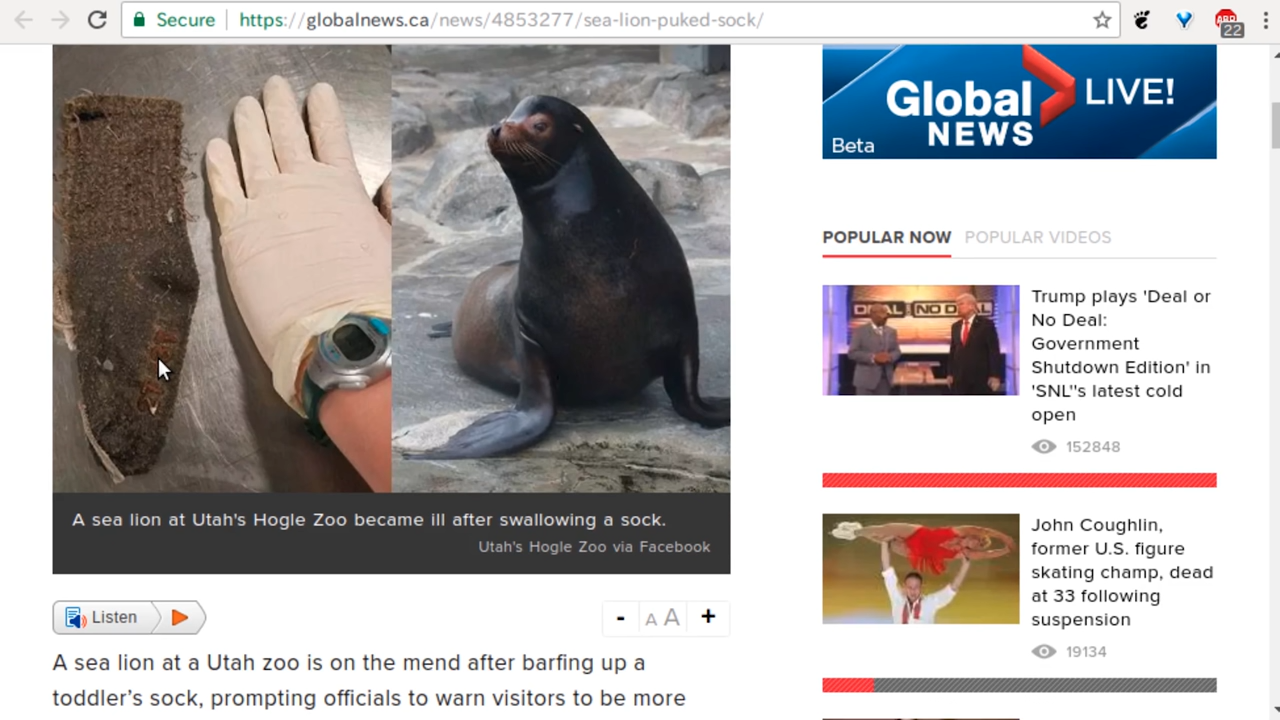 Secure
https://globalnews.ca/news/4853277/sea-lion-puked-sock/
22
A sea lion at Utah's Hogle Zoo became ill after swallowing a sock.
Utah's Hogle Zoo via Facebook
Listen
- A A +
A sea lion at a Utah zoo is on the mend after barfing up a
toddler’s sock, prompting officials to warn visitors to be more
Global
NEWS
LIVE!
Beta
POPULAR NOW POPULAR VIDEOS
DEAL NO DEAL
Trump plays 'Deal or
No Deal:
Government
Shutdown Edition' in
'SNL''s latest cold
open
152848
John Coughlin,
former U.S. figure
skating champ, dead
at 33 following
suspension
19134